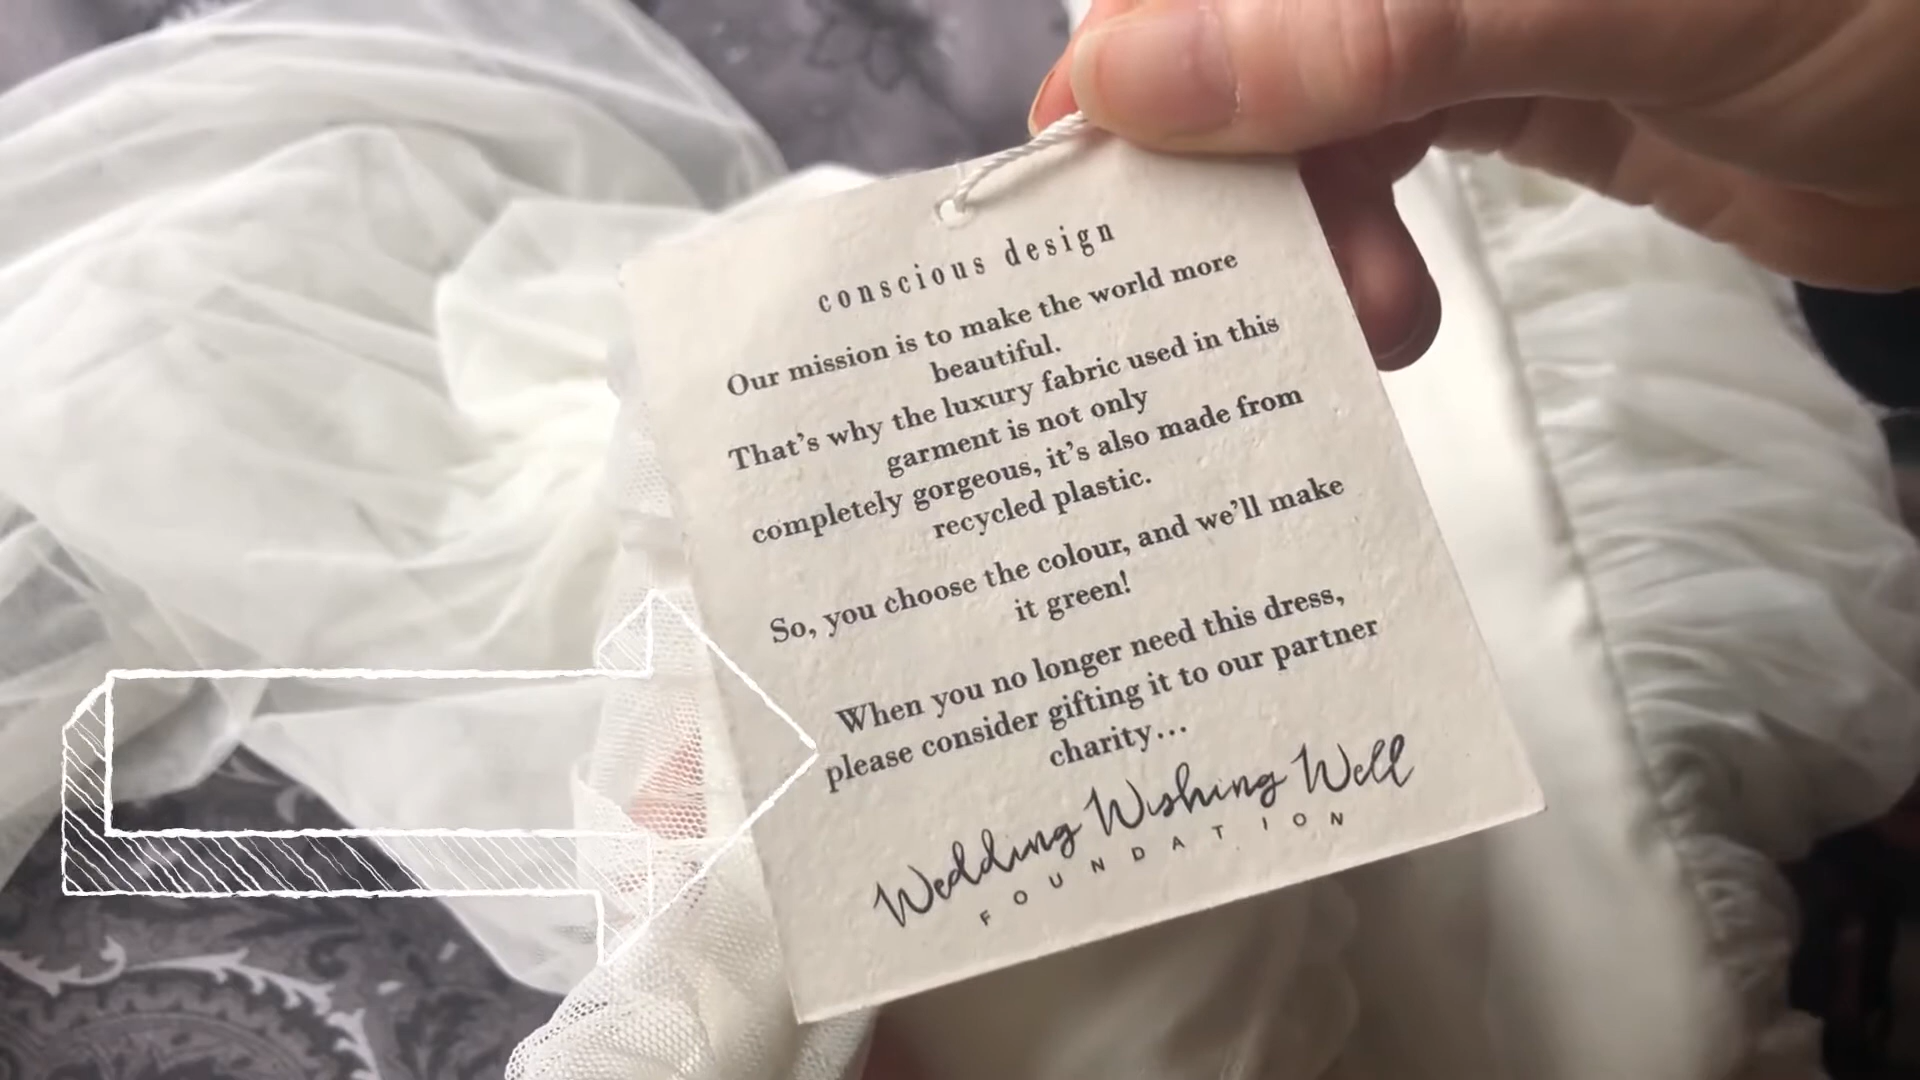 conscious design
Our mission is to make the world more
beautiful.
That's why the luxury fabric used in this
garment is not only
completely gorgeous, it's also made from
recycled plastic.
So, you choose the colour, and we'll make
it green!
When you no longer need this dress,
please consider gifting it to our partner
charity...
Wedding Wishing Well
FOUNDATION